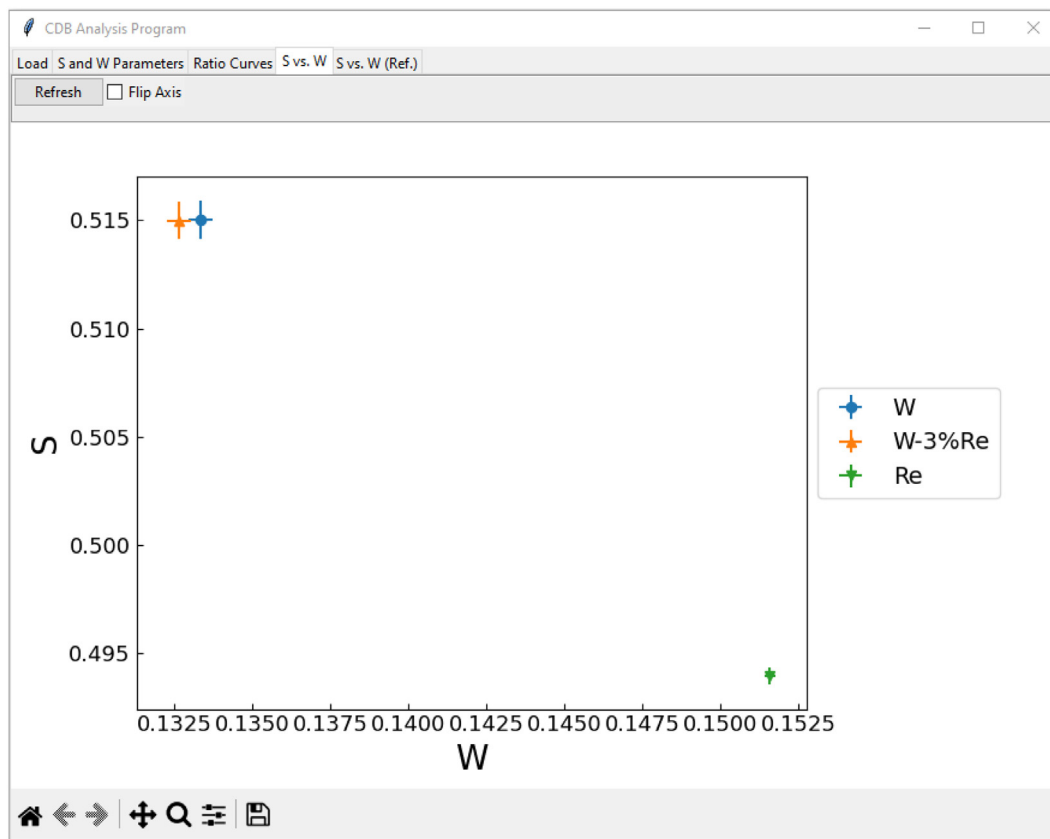 CDB Analysis Program
Load S and W Parameters Ratio Curves S vs. W S vs. W (Ref.)
Refresh Flip Axis
0.515
0.510
0.505
0.500
0.495
S
0.1325 0.1350 0.1375 0.1400 0.1425 0.1450 0.1475 0.1500 0.1525
W
W
W-3%Re
Re